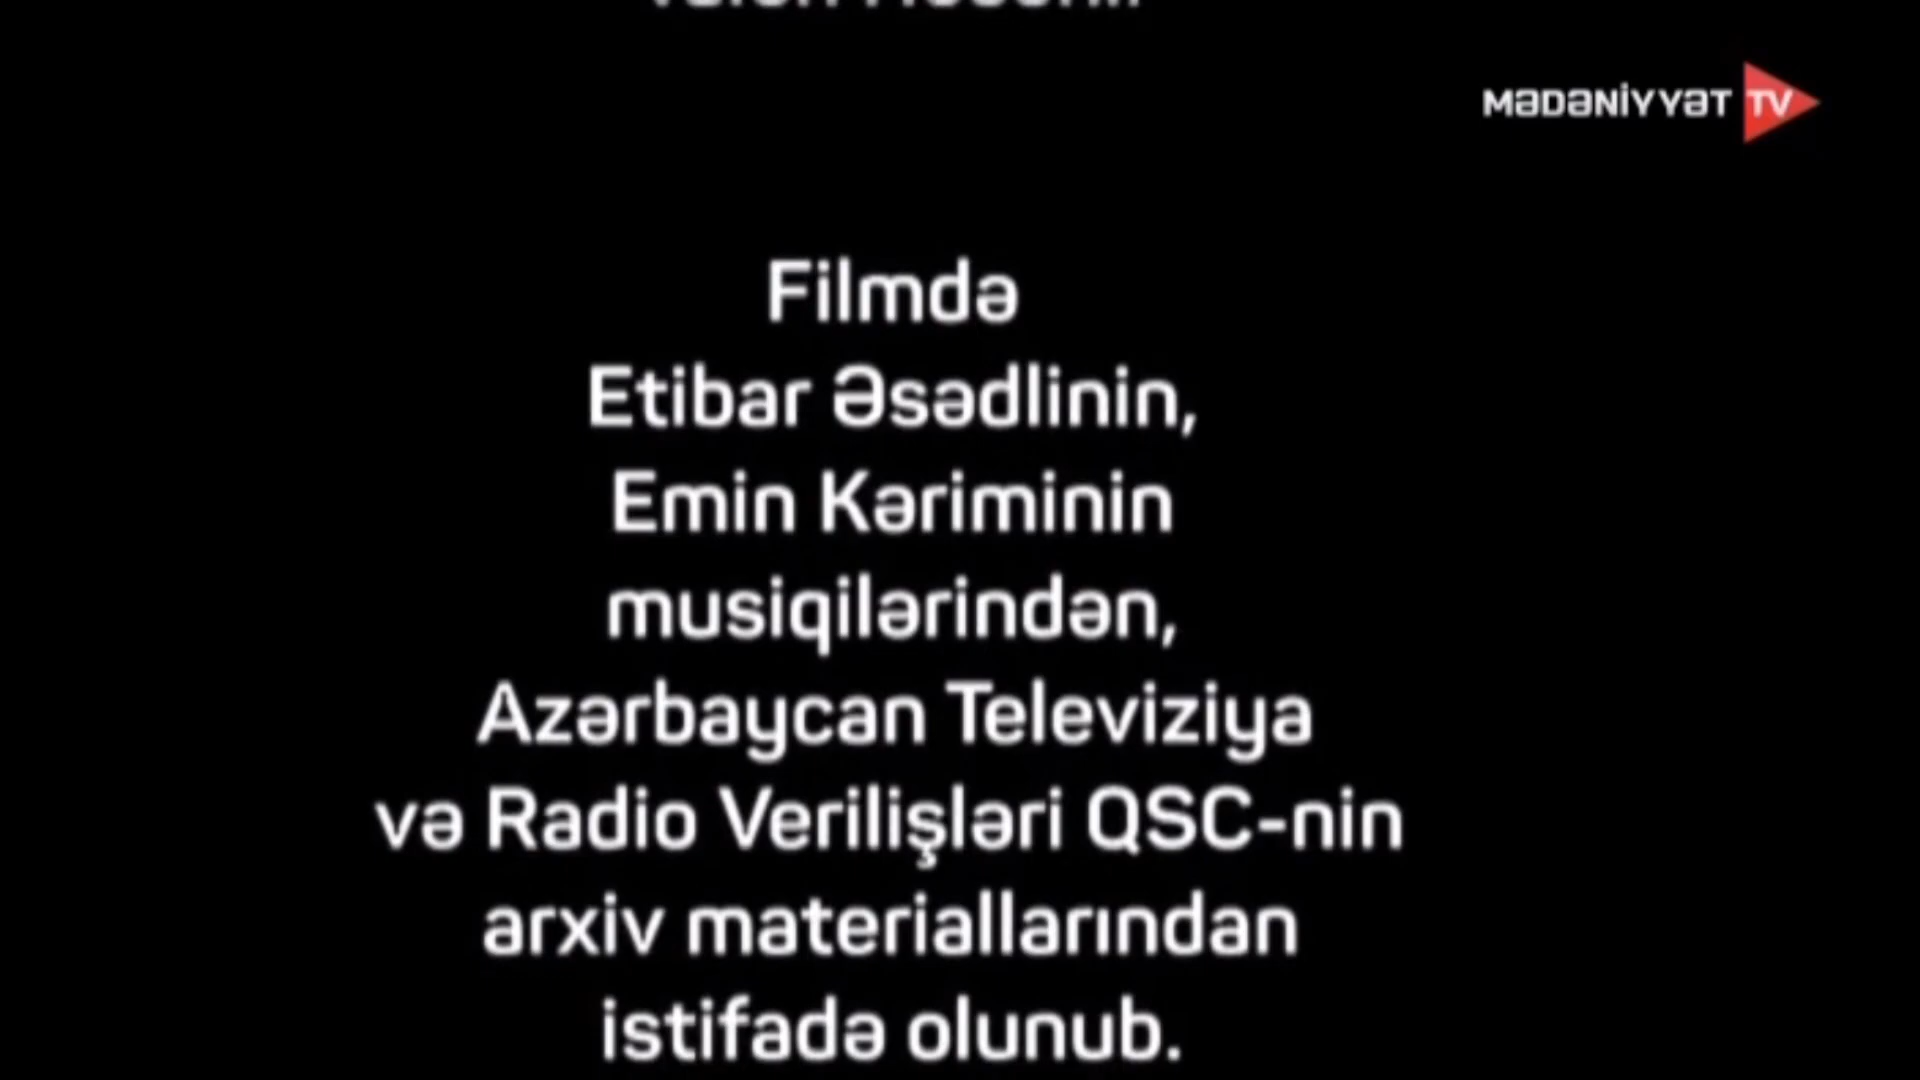 MƏDƏNİYYƏT TV
Filmdə
Etibar Əsədlinin,
Emin Kəriminin
musiqilərindən,
Azərbaycan Televiziya
və Radio Verilişləri QSC-nin
arxiv materiallarından
istifadə olunub.